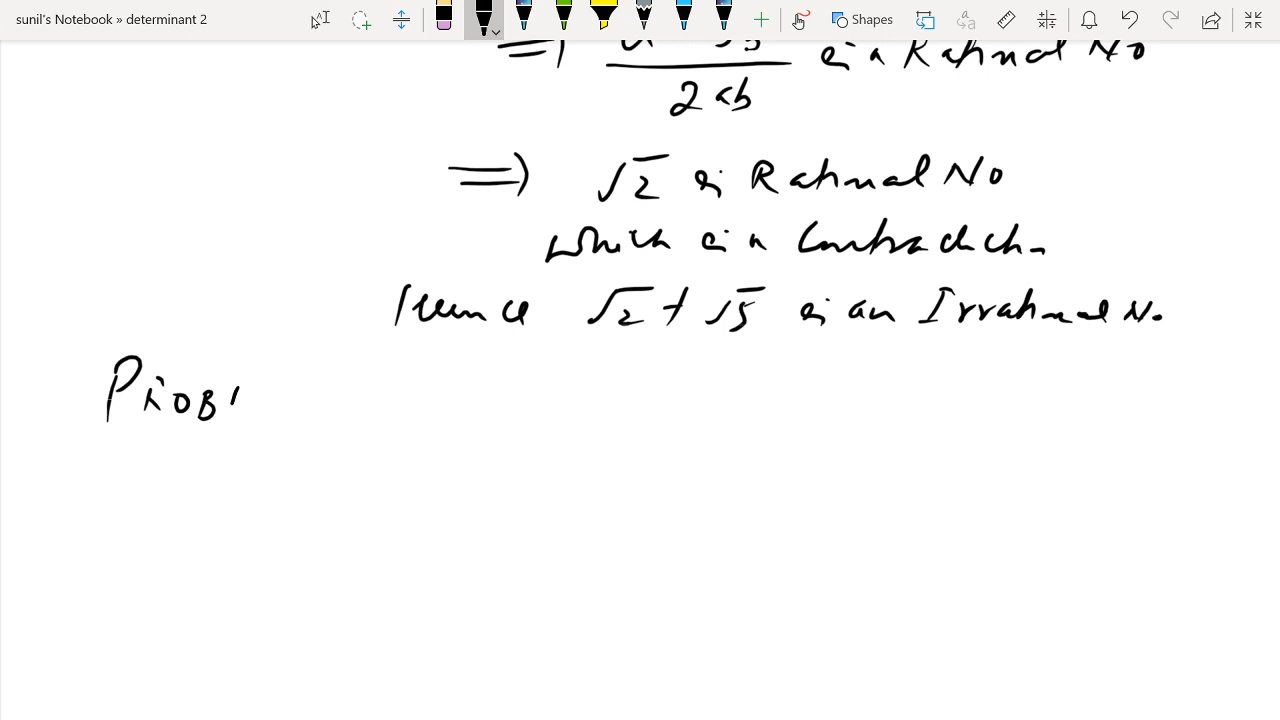 sunil's Notebook » determinant 2
Shapes
=) is a Rational No
2ab
=) √2 is Rational No
which is a Contradictn
Hence √2 + √5 is an Irrational No.
Prob